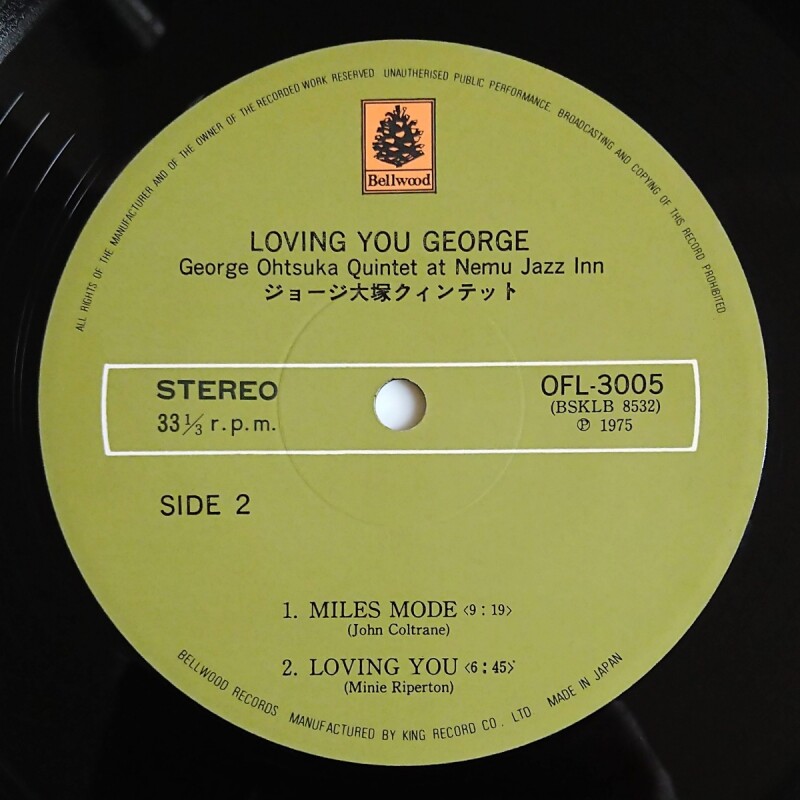 ALL RIGHTS OF THE MANUFACTURER AND OF THE OWNER OF THE RECORDED WORK RESERVED UNAUTHORISED PUBLIC PERFORMANCE, BROADCASTING AND COPYING OF THIS RECORD PROHIBITED.
Bellwood
LOVING YOU GEORGE
George Ohtsuka Quintet at Nemu Jazz Inn
ジョージ大塚クィンテット
STEREO
33⅓ r.p.m.
OFL-3005
(BSKLB 8532)
Ⓟ 1975
SIDE 2
1. MILES MODE <9:19>
(John Coltrane)
2. LOVING YOU <6:45>
(Minie Riperton)
BELLWOOD RECORDS MANUFACTURED BY KING RECORD CO., LTD MADE IN JAPAN